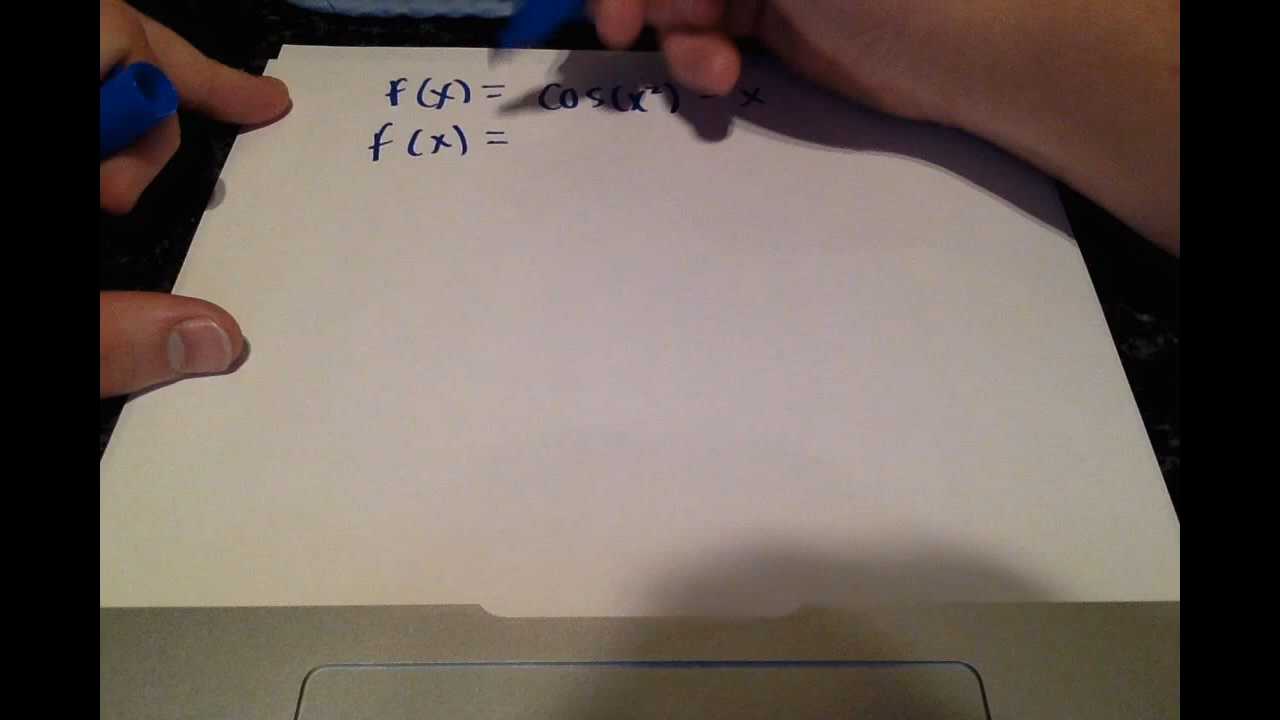 f(x) = cos(x²) - x
f(x) =